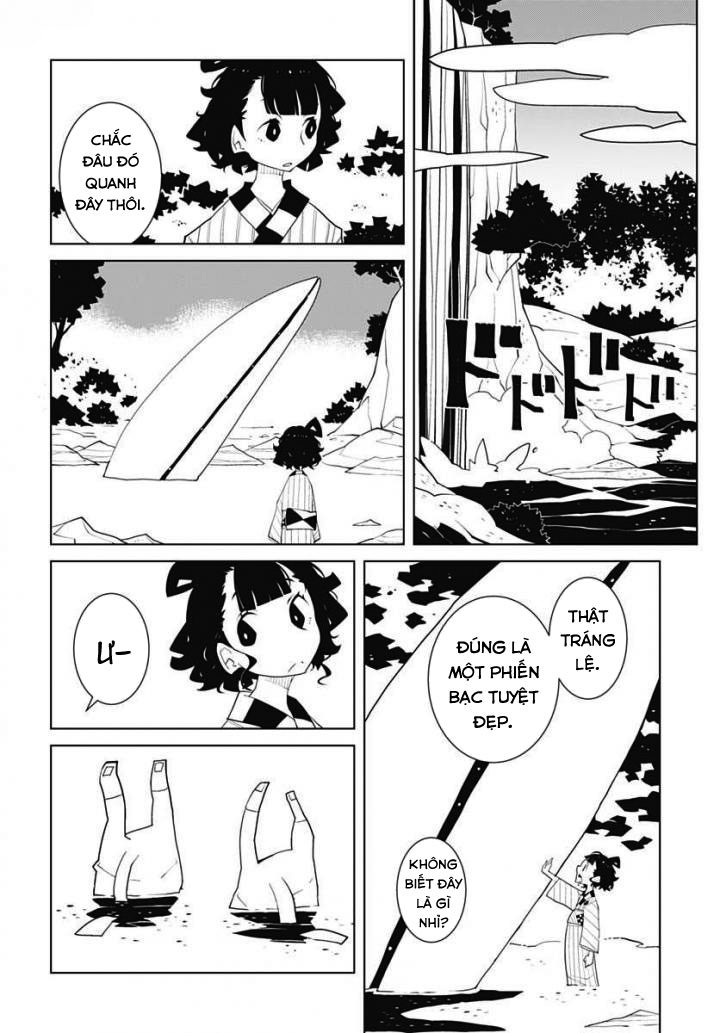 ドドドド
CHẮC
ĐÂU ĐÓ
QUANH
ĐÂY THÔI.
THẬT
TRÁNG
LỆ.
ĐÚNG LÀ
MỘT PHIẾN
BẠC TUYỆT
ĐẸP.
KHÔNG
BIẾT ĐÂY
LÀ GÌ
NHỈ?
Ư-